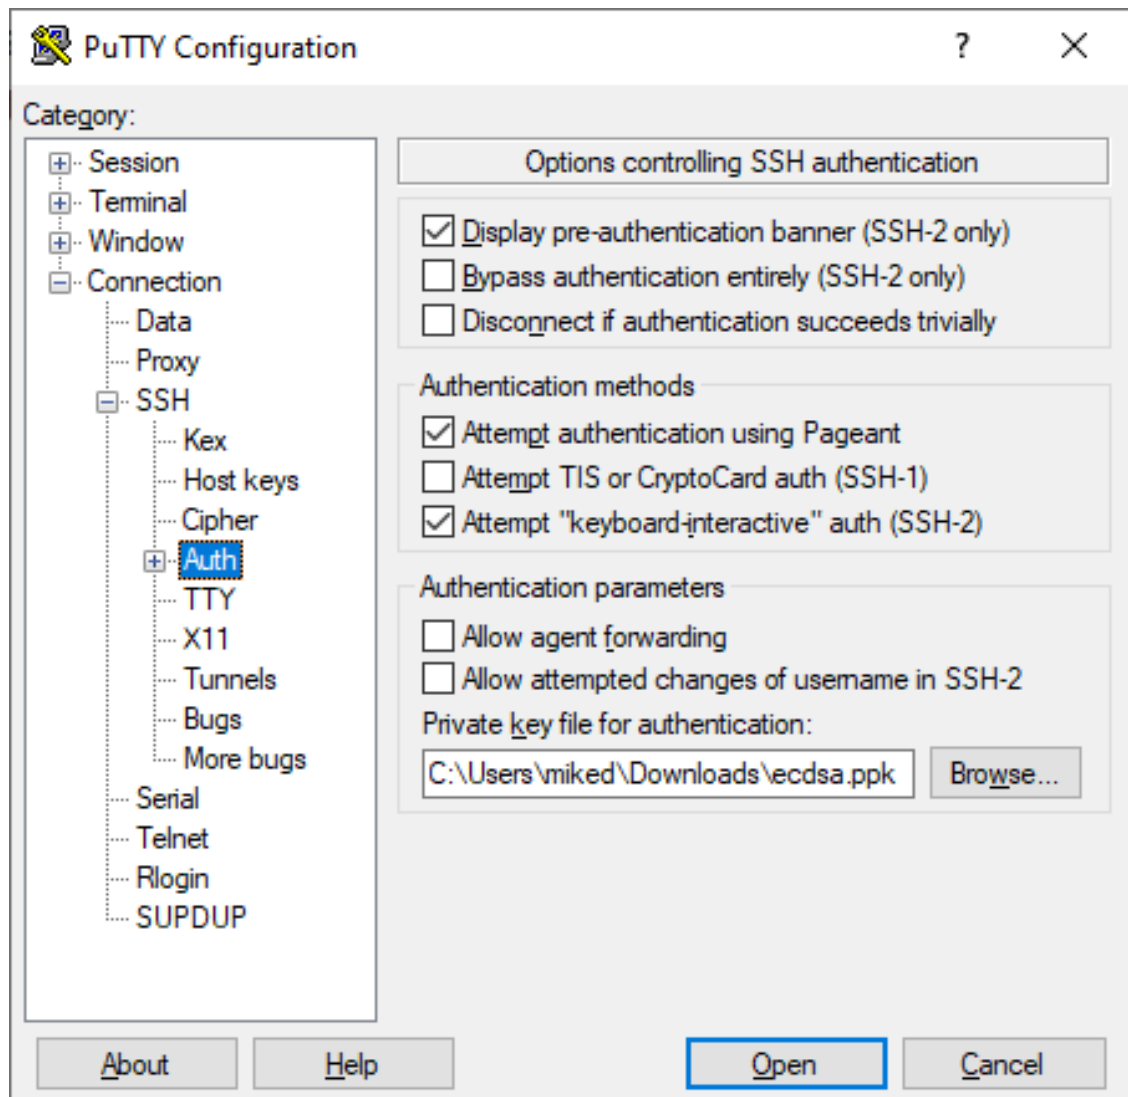 PuTTY Configuration
?
Category:
Session
Terminal
Window
Connection
Data
Proxy
SSH
Kex
Host keys
Cipher
Auth
TTY
X11
Tunnels
Bugs
More bugs
Serial
Telnet
Rlogin
SUPDUP
Options controlling SSH authentication
Display pre-authentication banner (SSH-2 only)
Bypass authentication entirely (SSH-2 only)
Disconnect if authentication succeeds trivially
Authentication methods
Attempt authentication using Pageant
Attempt TIS or CryptoCard auth (SSH-1)
Attempt "keyboard-interactive" auth (SSH-2)
Authentication parameters
Allow agent forwarding
Allow attempted changes of username in SSH-2
Private key file for authentication:
C:\Users\miked\Downloads\ecdsa.ppk
Browse...
About
Help
Open
Cancel